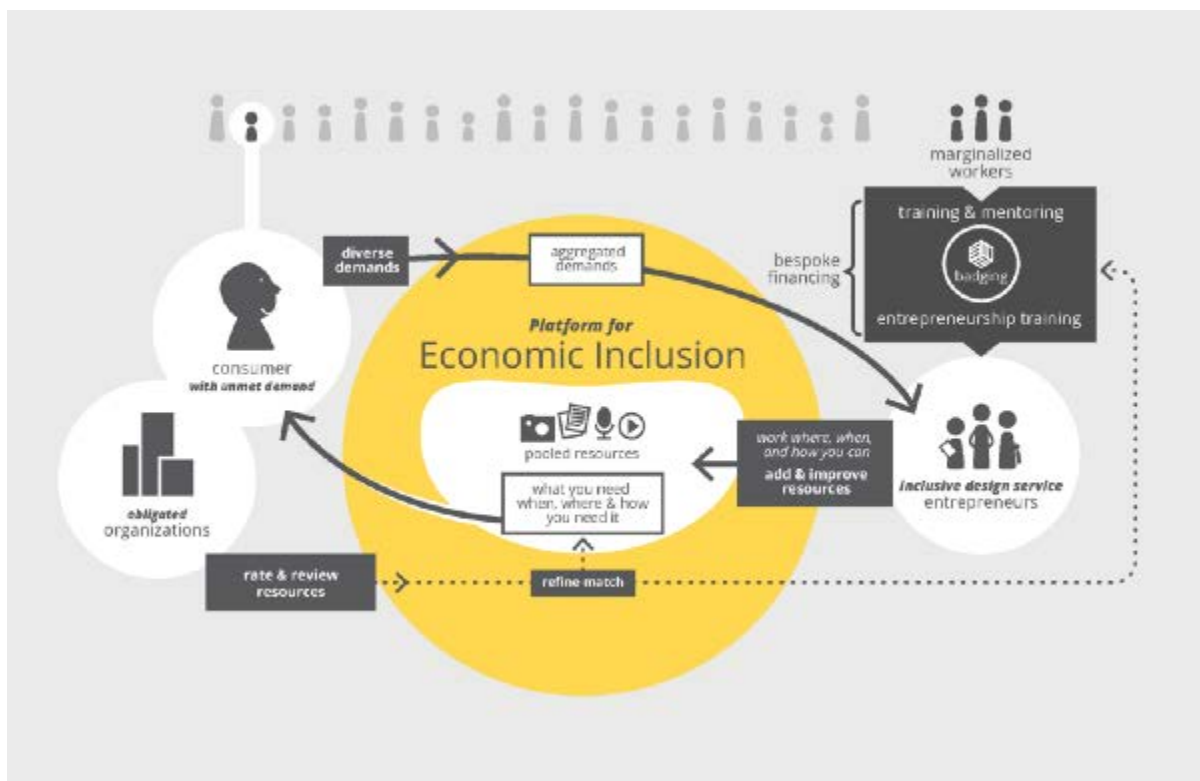 marginalized
workers
training & mentoring
badging
entrepreneurship training
bespoke
financing
diverse
demands
aggregated
demands
Platform for
Economic Inclusion
consumer
with unmet demand
obligated
organizations
pooled resources
what you need
when, where & how
you need it
work where, when,
and how you can
add & improve
resources
inclusive design service
entrepreneurs
rate & review
resources
refine match